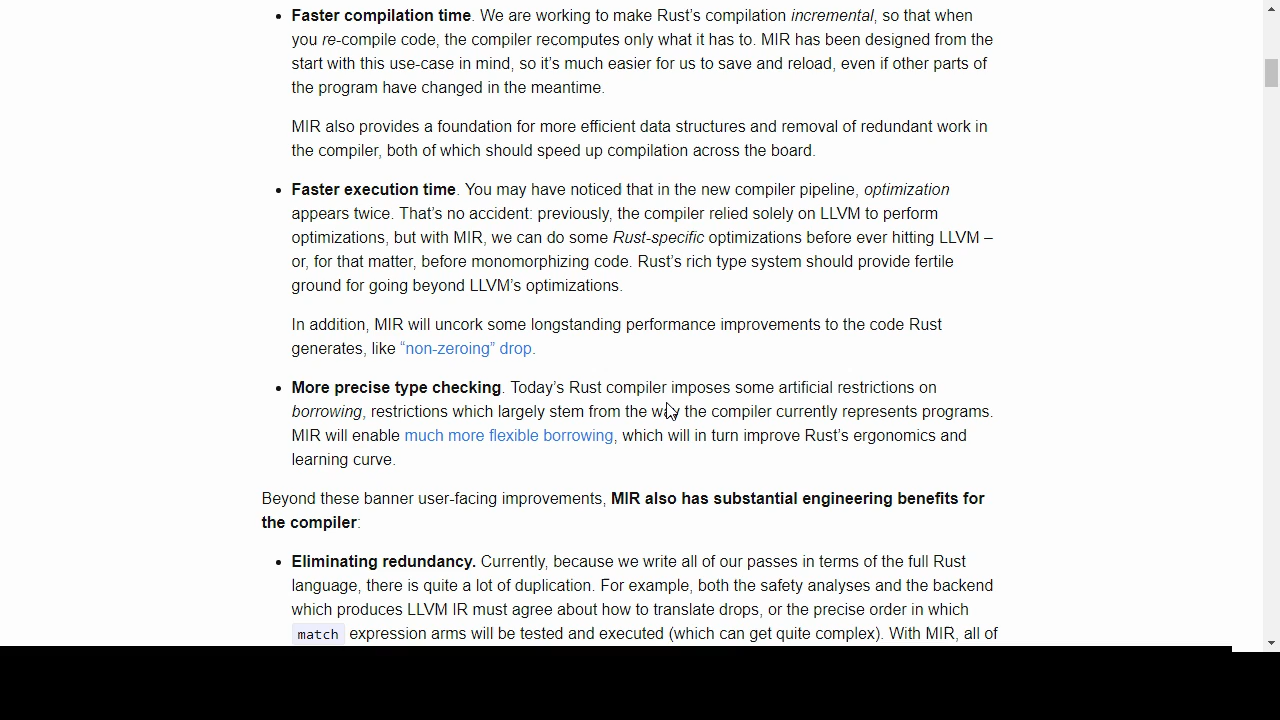 • Faster compilation time. We are working to make Rust’s compilation incremental, so that when
you re-compile code, the compiler recomputes only what it has to. MIR has been designed from the
start with this use-case in mind, so it’s much easier for us to save and reload, even if other parts of
the program have changed in the meantime.
MIR also provides a foundation for more efficient data structures and removal of redundant work in
the compiler, both of which should speed up compilation across the board.
• Faster execution time. You may have noticed that in the new compiler pipeline, optimization
appears twice. That’s no accident: previously, the compiler relied solely on LLVM to perform
optimizations, but with MIR, we can do some Rust-specific optimizations before ever hitting LLVM –
or, for that matter, before monomorphizing code. Rust’s rich type system should provide fertile
ground for going beyond LLVM’s optimizations.
In addition, MIR will uncork some longstanding performance improvements to the code Rust
generates, like “non-zeroing” drop.
• More precise type checking. Today’s Rust compiler imposes some artificial restrictions on
borrowing, restrictions which largely stem from the way the compiler currently represents programs.
MIR will enable much more flexible borrowing, which will in turn improve Rust’s ergonomics and
learning curve.
Beyond these banner user-facing improvements, MIR also has substantial engineering benefits for
the compiler:
• Eliminating redundancy. Currently, because we write all of our passes in terms of the full Rust
language, there is quite a lot of duplication. For example, both the safety analyses and the backend
which produces LLVM IR must agree about how to translate drops, or the precise order in which
match expression arms will be tested and executed (which can get quite complex). With MIR, all of